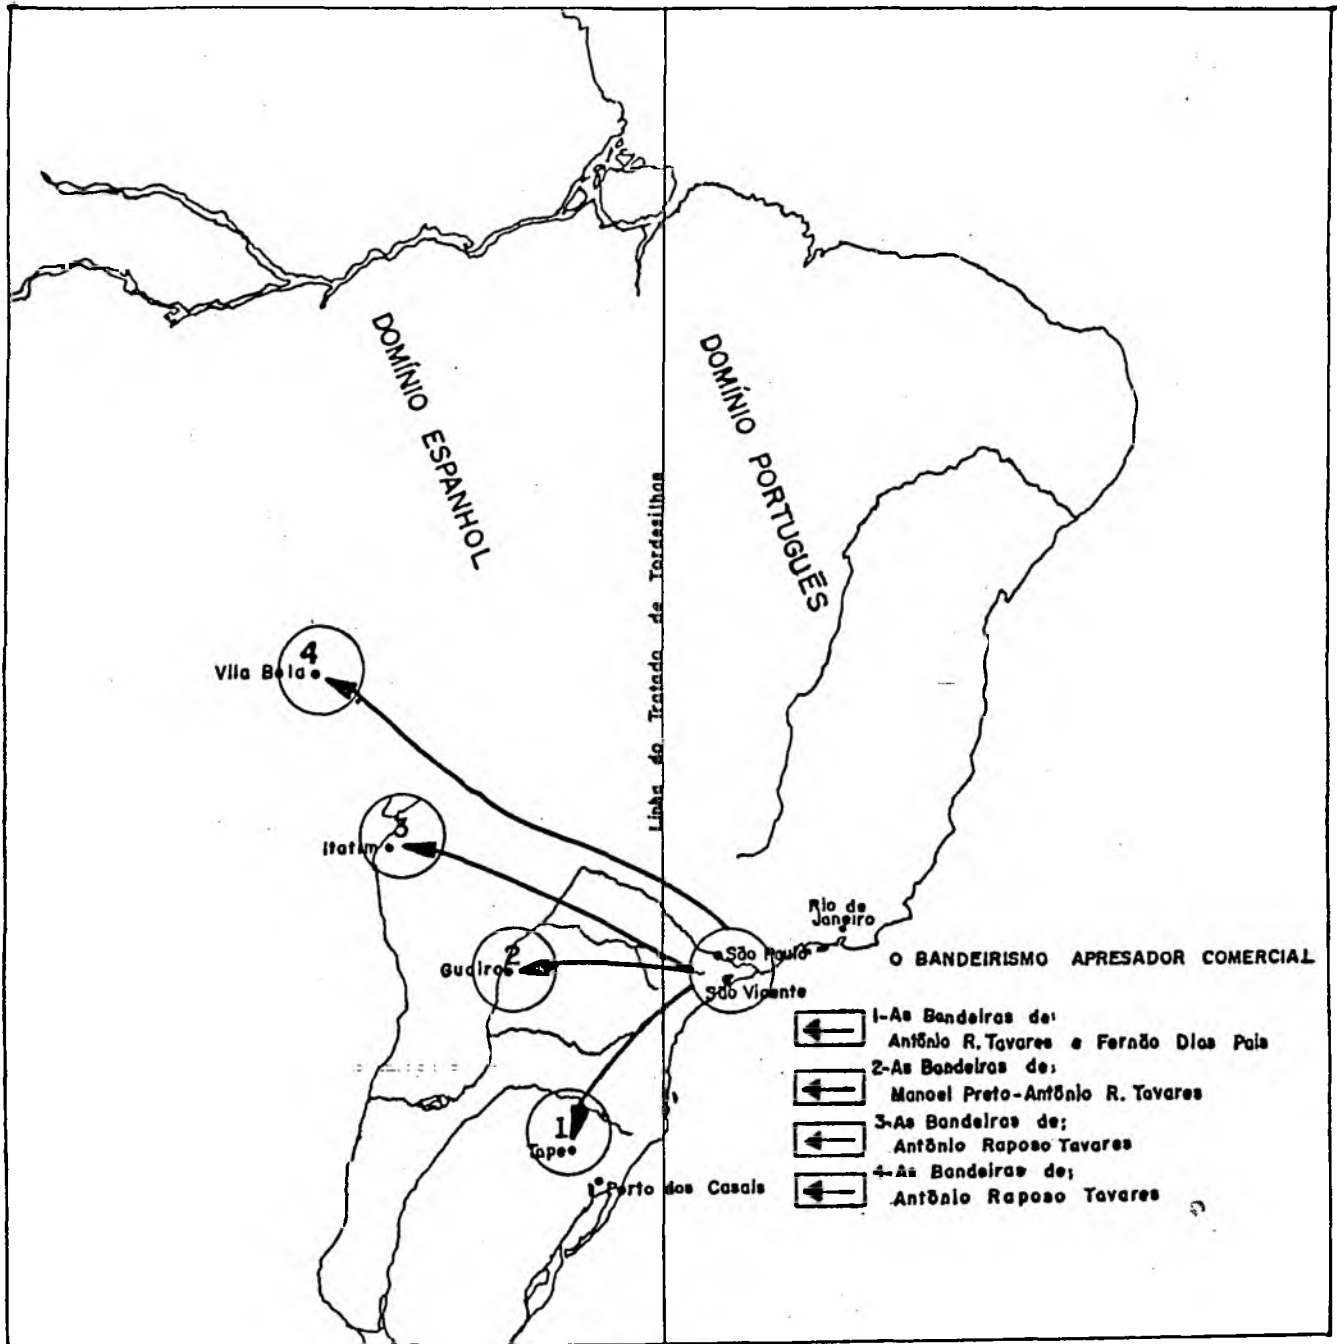 DOMÍNIO ESPANHOL
DOMÍNIO PORTUGUÊS
Linha do Tratado de Tordesilhas
4
Vila Bela
3
Itatim
2
Guairo
Rio de
Janeiro
São Paulo
São Vicente
1
Tape
Porto dos Casais
O BANDEIRISMO APRESADOR COMERCIAL
1-As Bandeiras de:
Antônio R. Tavares e Fernão Dias Pais
2-As Bandeiras de;
Manoel Preto-Antônio R. Tavares
3-As Bandeiras de;
Antônio Raposo Tavares
4-As Bandeiras de;
Antônio Raposo Tavares